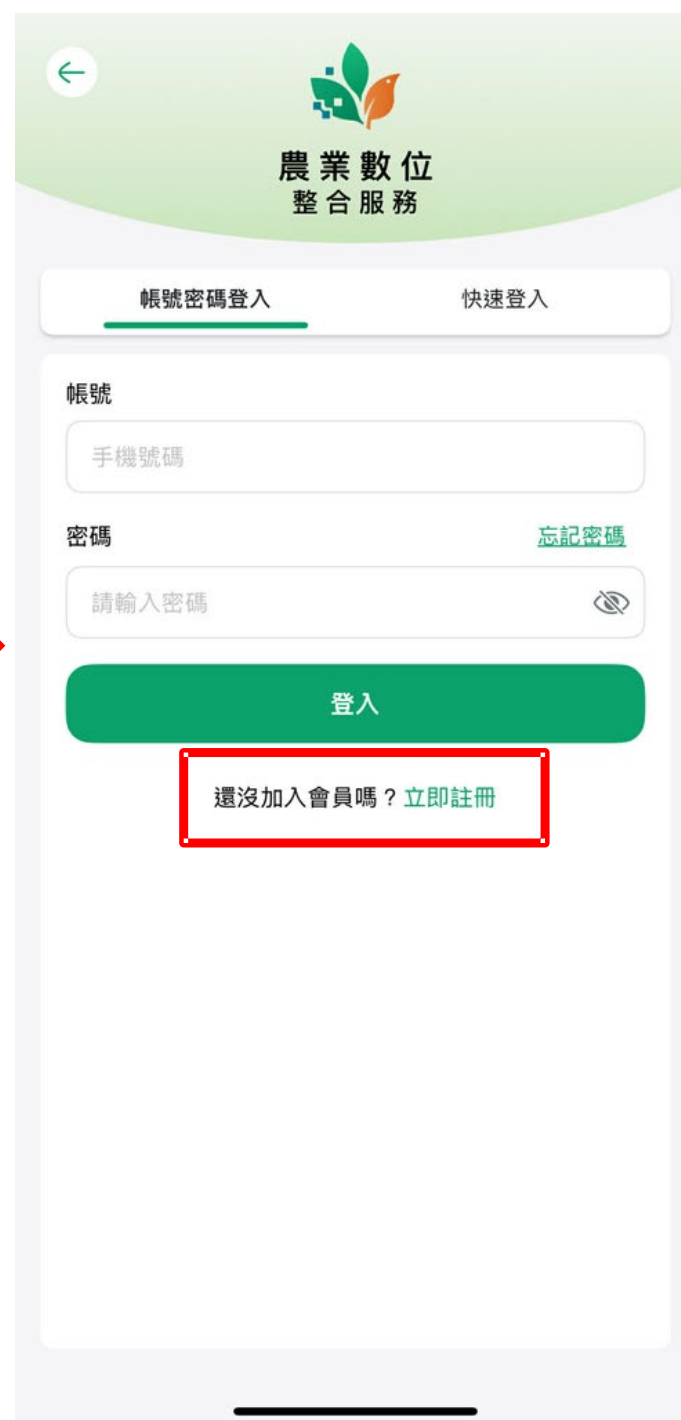 農業數位
整合服務
帳號密碼登入
快速登入
帳號
手機號碼
密碼
忘記密碼
請輸入密碼
登入
還沒加入會員嗎？立即註冊